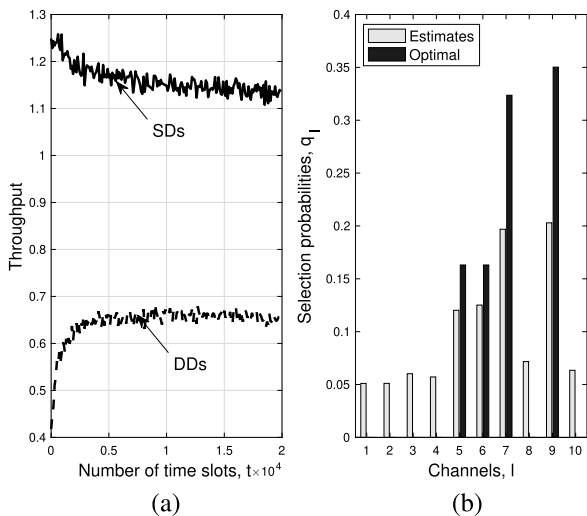 1.3
1.2
1.1
1
0.9
0.8
0.7
0.6
0.5
0.4
Throughput
SDs
DDs
0 0.5 1.0 1.5 20
Number of time slots, t×10⁴
(a)
0.4
0.35
0.3
0.25
0.2
0.15
0.1
0.05
0
Selection probabilities, q_l
Estimates
Optimal
1 2 3 4 5 6 7 8 9 10
Channels, l
(b)